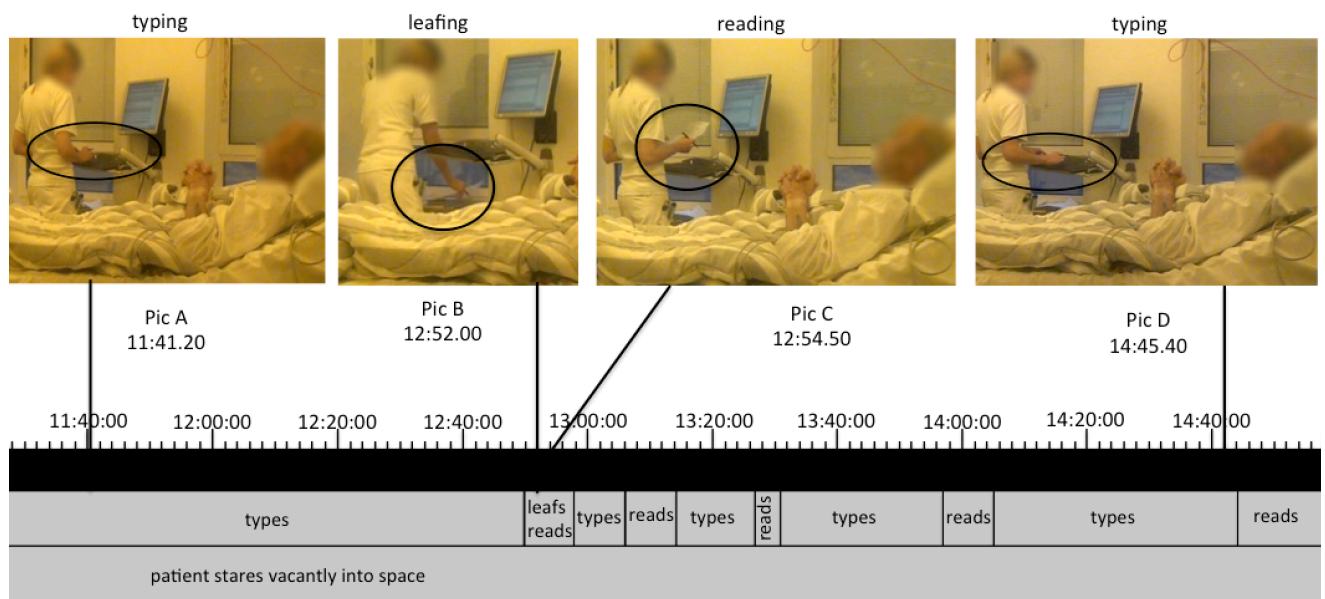 typing
leafing
reading
typing
Pic A
11:41.20
Pic B
12:52.00
Pic C
12:54.50
Pic D
14:45.40
11:40:00 12:00:00 12:20:00 12:40:00 13:00:00 13:20:00 13:40:00 14:00:00 14:20:00 14:40:00
types
leafs
reads
types
reads
types
reads
types
reads
types
reads
patient stares vacantly into space